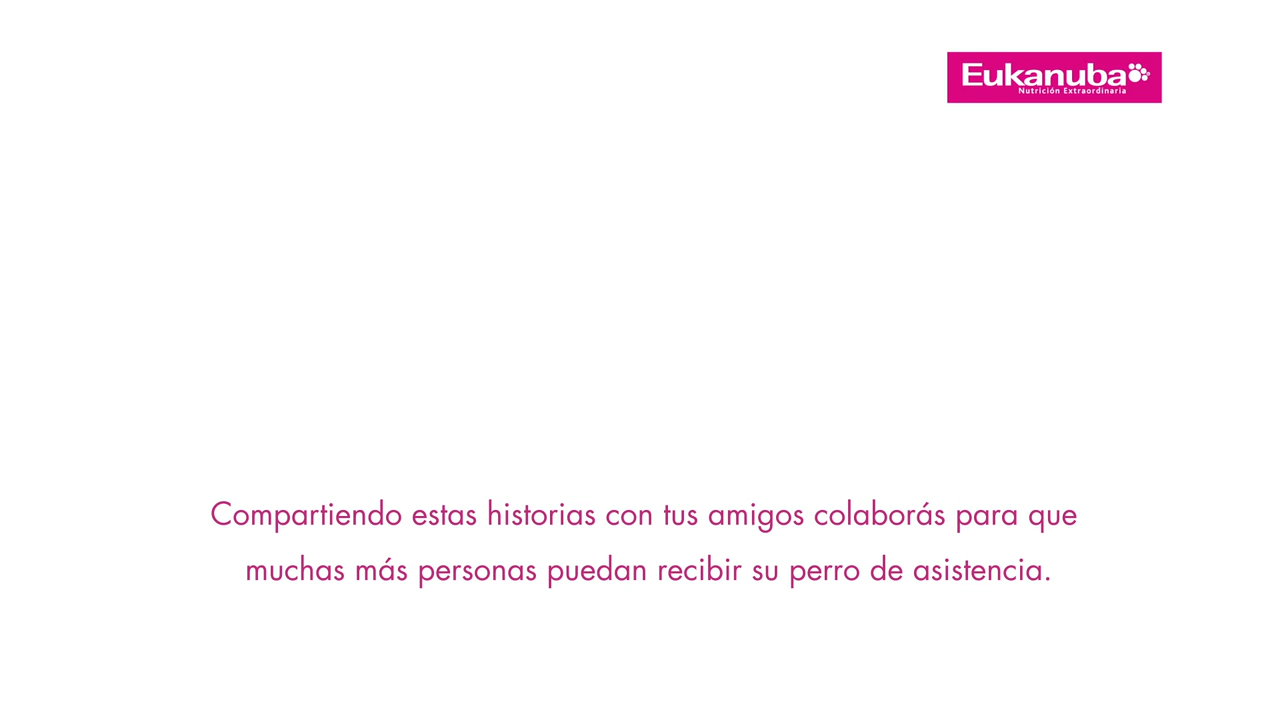 Eukanuba
Nutrición Extraordinaria
Compartiendo estas historias con tus amigos colaborás para que
muchas más personas puedan recibir su perro de asistencia.